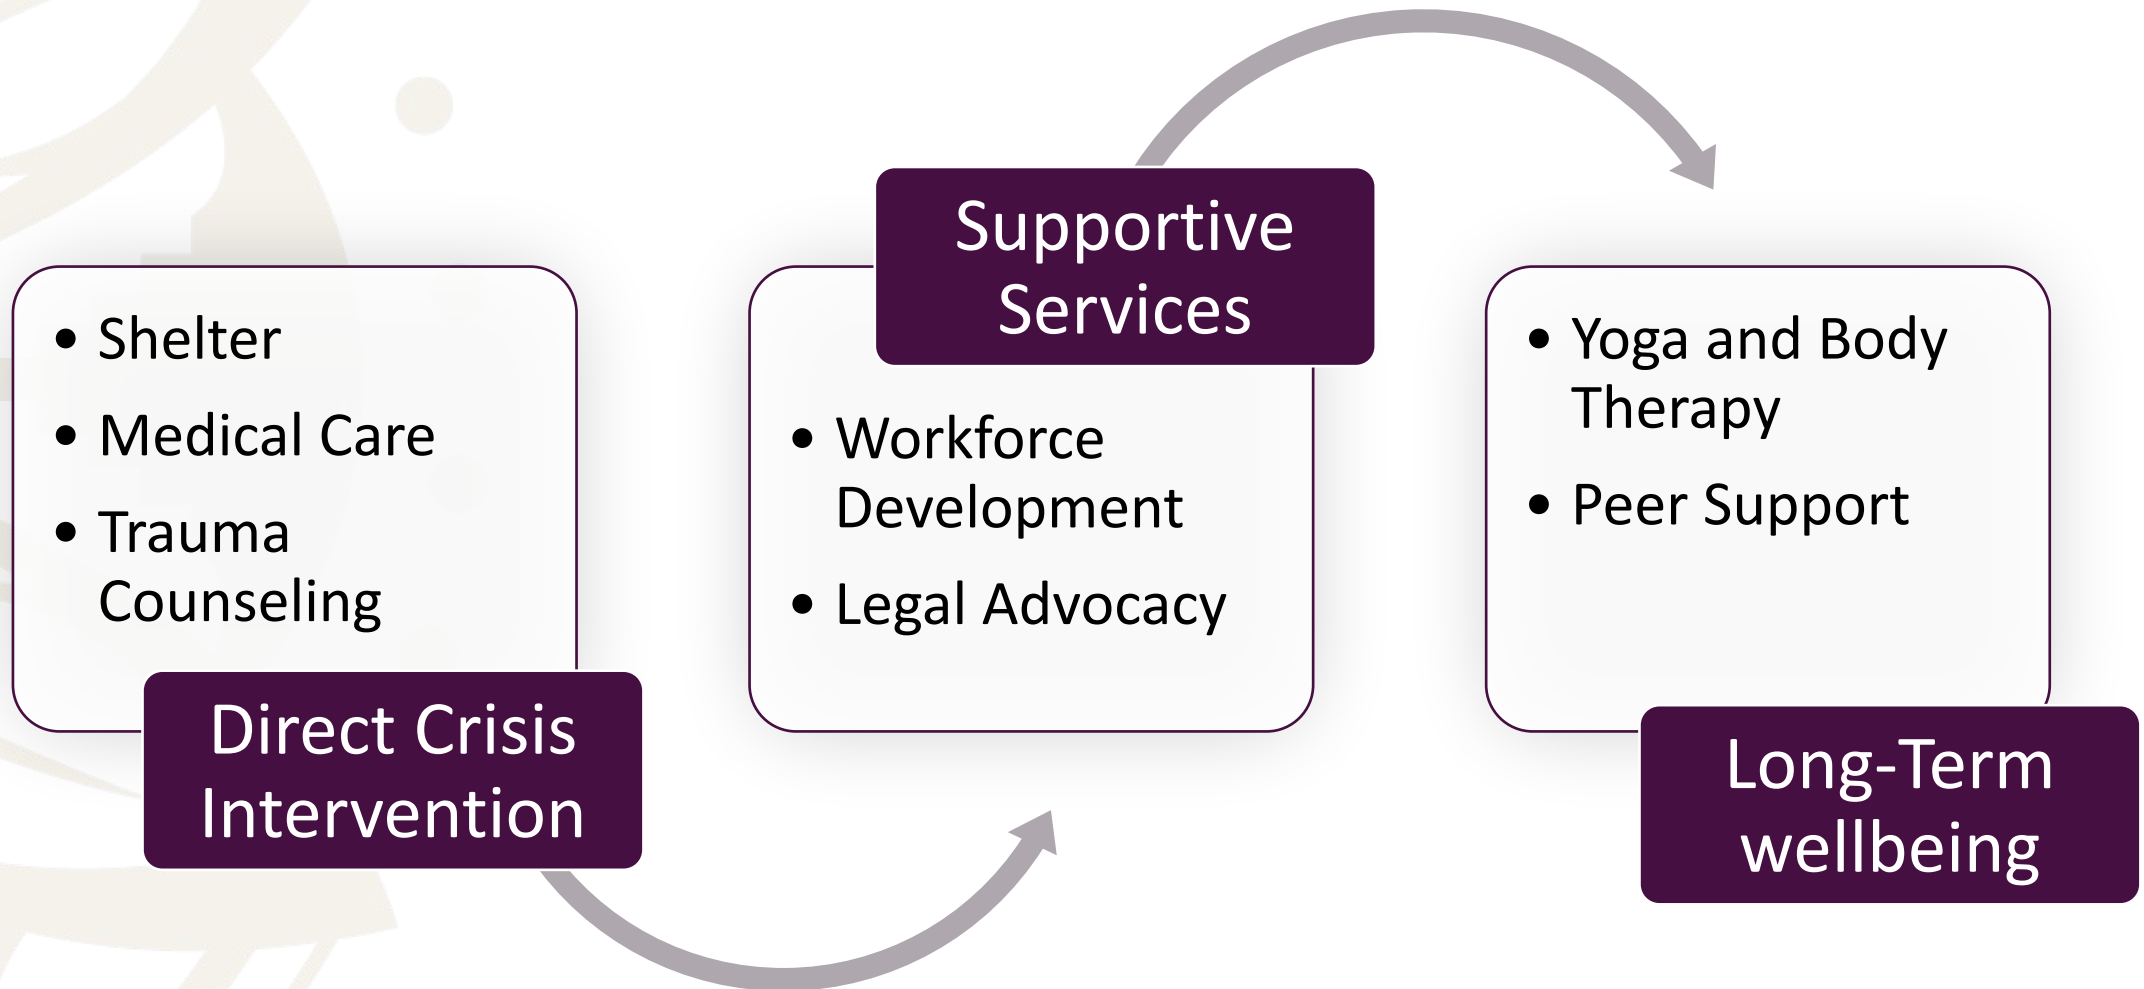 • Shelter
• Medical Care
• Trauma
Counseling
Direct Crisis
Intervention
Supportive
Services
• Workforce
Development
• Legal Advocacy
• Yoga and Body
Therapy
• Peer Support
Long-Term
wellbeing